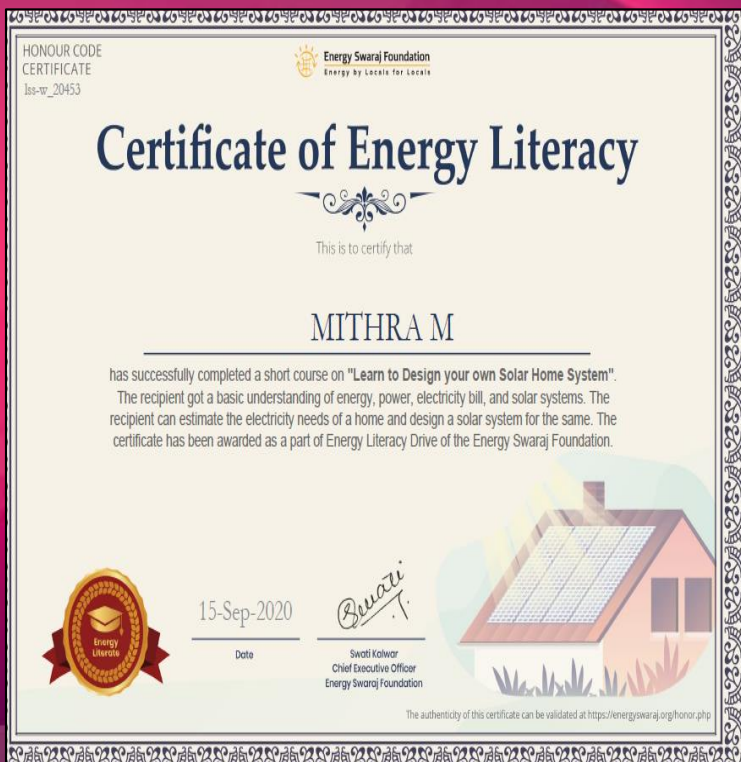 HONOUR CODE
CERTIFICATE
lss-w_20453
Energy Swaraj Foundation
Energy by Locals for Locals
Certificate of Energy Literacy
This is to certify that
MITHRA M
has successfully completed a short course on "Learn to Design your own Solar Home System".
The recipient got a basic understanding of energy, power, electricity bill, and solar systems. The
recipient can estimate the electricity needs of a home and design a solar system for the same. The
certificate has been awarded as a part of Energy Literacy Drive of the Energy Swaraj Foundation.
Energy
Literate
15-Sep-2020
Date
Swati
Swati Kalwar
Chief Executive Officer
Energy Swaraj Foundation
The authenticity of this certificate can be validated at https://energyswaraj.org/honor.php